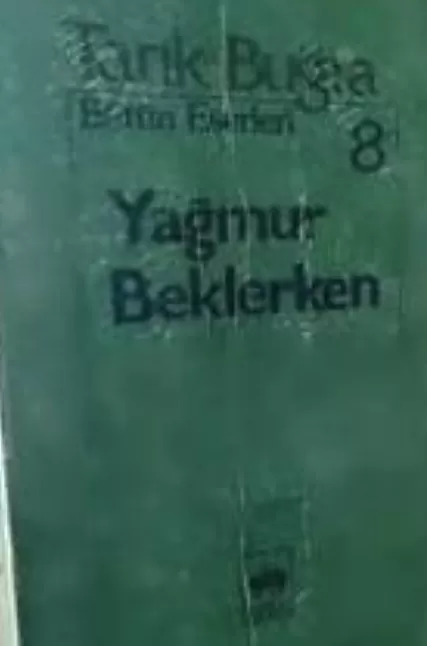 Tarık Buğra
Bütün Eserleri
8
Yağmur
Beklerken